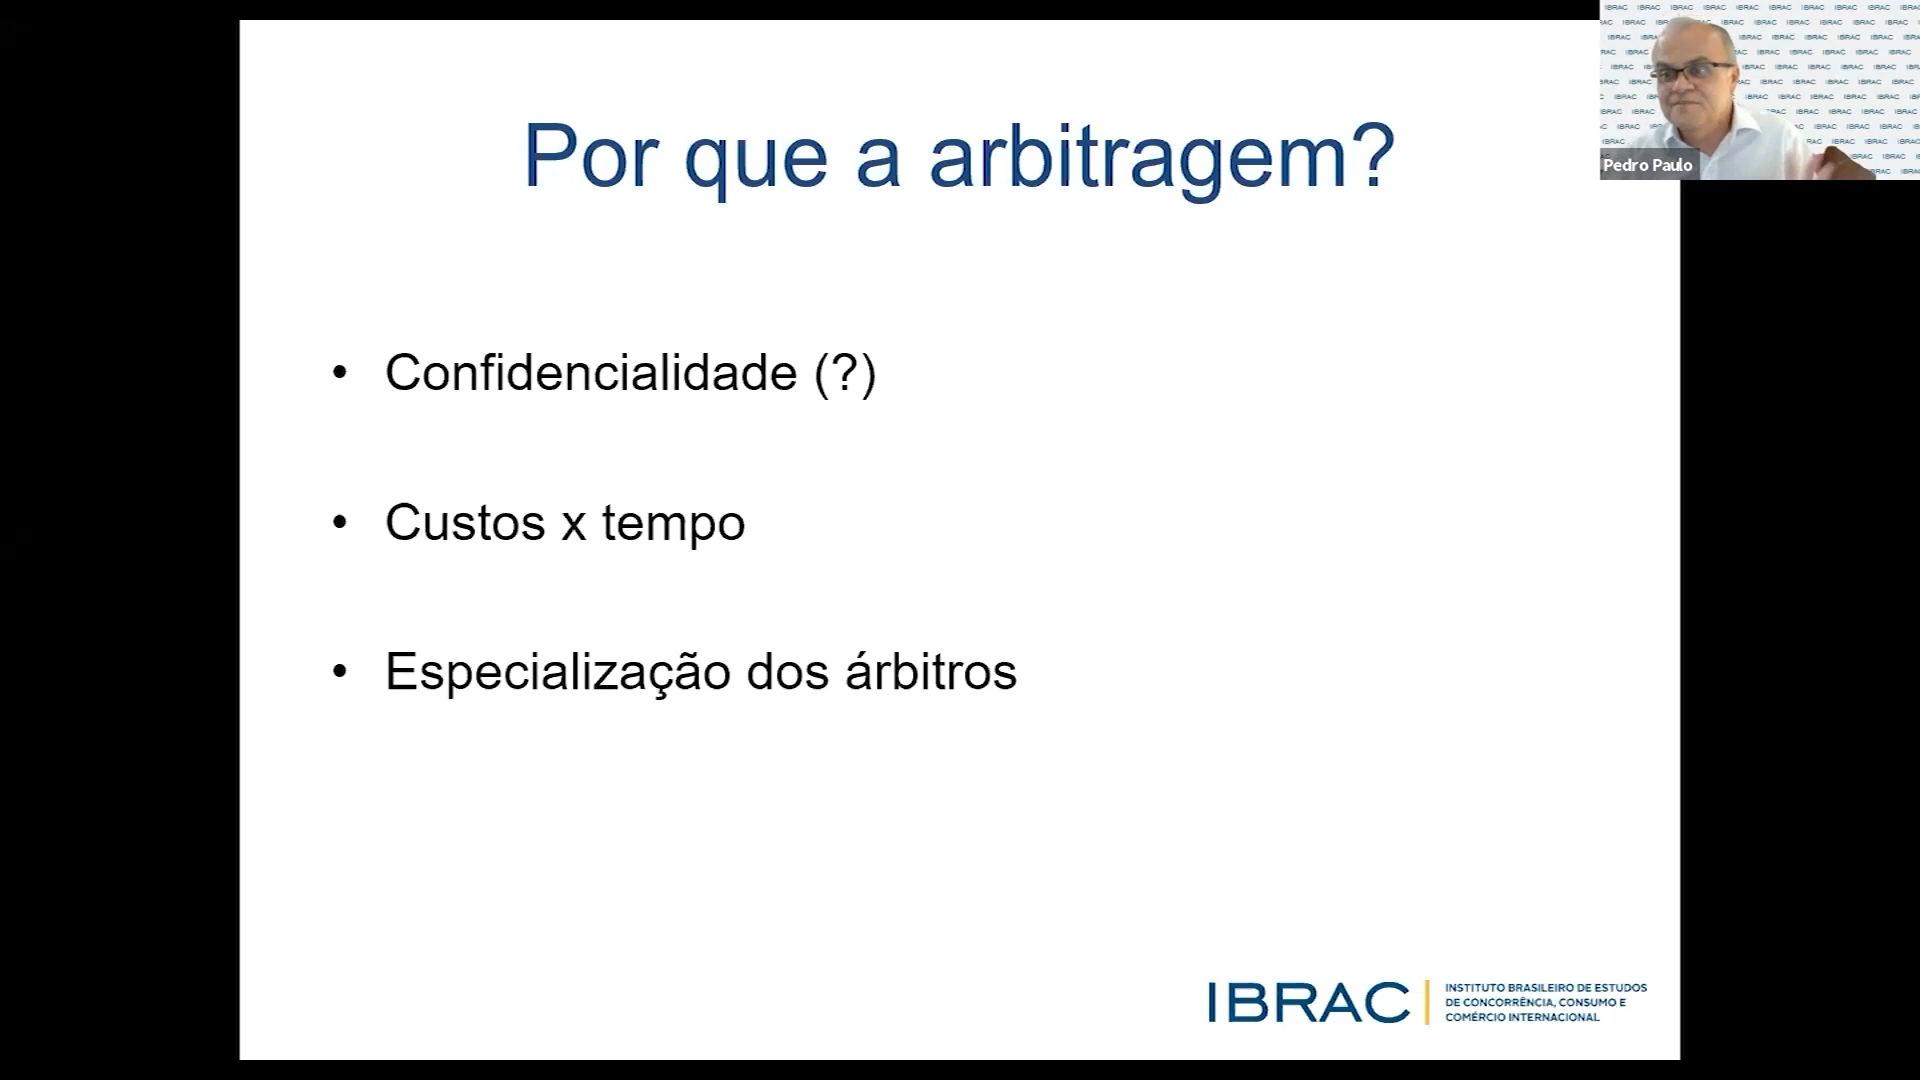 Por que a arbitragem?
Pedro Paulo
• Confidencialidade (?)
• Custos x tempo
• Especialização dos árbitros
IBRAC
INSTITUTO BRASILEIRO DE ESTUDOS
DE CONCORRÊNCIA, CONSUMO E
COMÉRCIO INTERNACIONAL